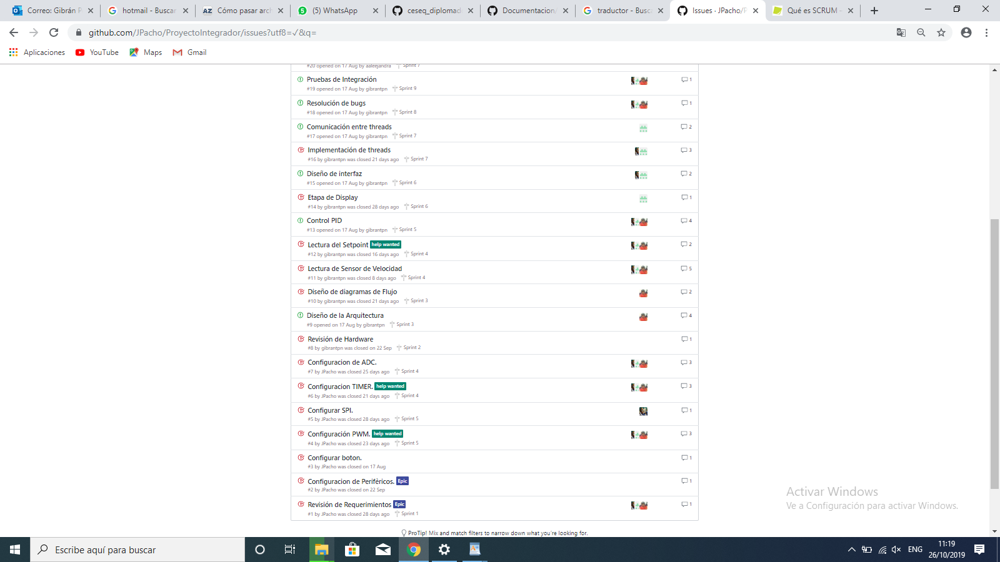 Correo: Gibrán P
hotmail - Buscar
Cómo pasar arch
(5) WhatsApp
ceseq_diplomad
Documentacion/
traductor - Busc
Issues · JPacho/P
Qué es SCRUM –
github.com/JPacho/ProyectoIntegrador/issues?utf8=✓&q=
Aplicaciones
YouTube
Maps
Gmail
#20 opened on 17 Aug by aaleejandra Sprint 7
Pruebas de Integración 1
#19 opened on 17 Aug by gibrantpn Sprint 9
Resolución de bugs 1
#18 opened on 17 Aug by gibrantpn Sprint 8
Comunicación entre threads 2
#17 opened on 17 Aug by gibrantpn Sprint 7
Implementación de threads 3
#16 by gibrantpn was closed 21 days ago Sprint 7
Diseño de interfaz 2
#15 opened on 17 Aug by gibrantpn Sprint 6
Etapa de Display 1
#14 by gibrantpn was closed 28 days ago Sprint 6
Control PID 4
#13 opened on 17 Aug by gibrantpn Sprint 5
Lectura del Setpoint help wanted 2
#12 by gibrantpn was closed 16 days ago Sprint 4
Lectura de Sensor de Velocidad 5
#11 by gibrantpn was closed 8 days ago Sprint 4
Diseño de diagramas de Flujo 2
#10 by gibrantpn was closed 21 days ago Sprint 3
Diseño de la Arquitectura 4
#9 opened on 17 Aug by gibrantpn Sprint 3
Revisión de Hardware 1
#8 by gibrantpn was closed on 22 Sep Sprint 2
Configuracion de ADC. 3
#7 by JPacho was closed 25 days ago Sprint 4
Configuracion TIMER. help wanted 3
#6 by JPacho was closed 21 days ago Sprint 4
Configurar SPI. 1
#5 by JPacho was closed 28 days ago Sprint 5
Configuración PWM. help wanted 3
#4 by JPacho was closed 23 days ago Sprint 5
Configurar boton. 1
#3 by JPacho was closed on 17 Aug
Configuracion de Perifèricos. Epic 1
#2 by JPacho was closed on 22 Sep
Revisión de Requerimientos Epic 1
#1 by JPacho was closed 28 days ago Sprint 1
ProTip! Mix and match filters to narrow down what you're looking for.
Activar Windows
Ve a Configuración para activar Windows.
Escribe aquí para buscar
ENG
11:19
26/10/2019